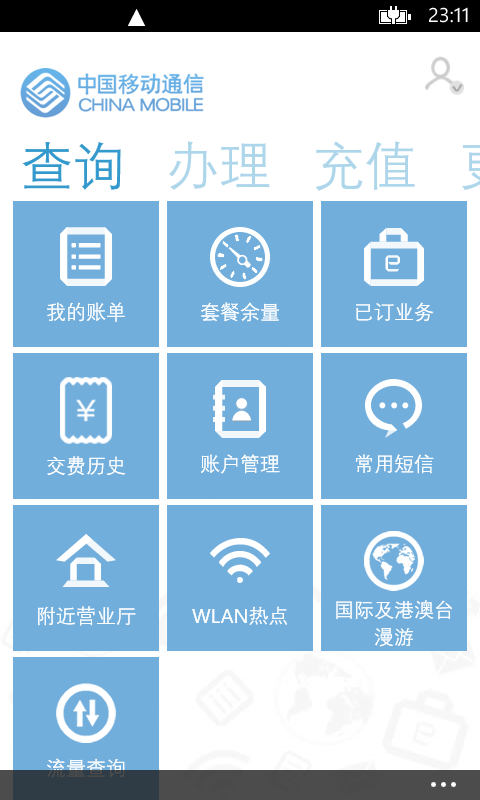 23:11
中国移动通信
CHINA MOBILE
查询 办理 充值
我的账单 套餐余量 已订业务
交费历史 账户管理 常用短信
附近营业厅 WLAN热点 国际及港澳台
漫游
流量查询